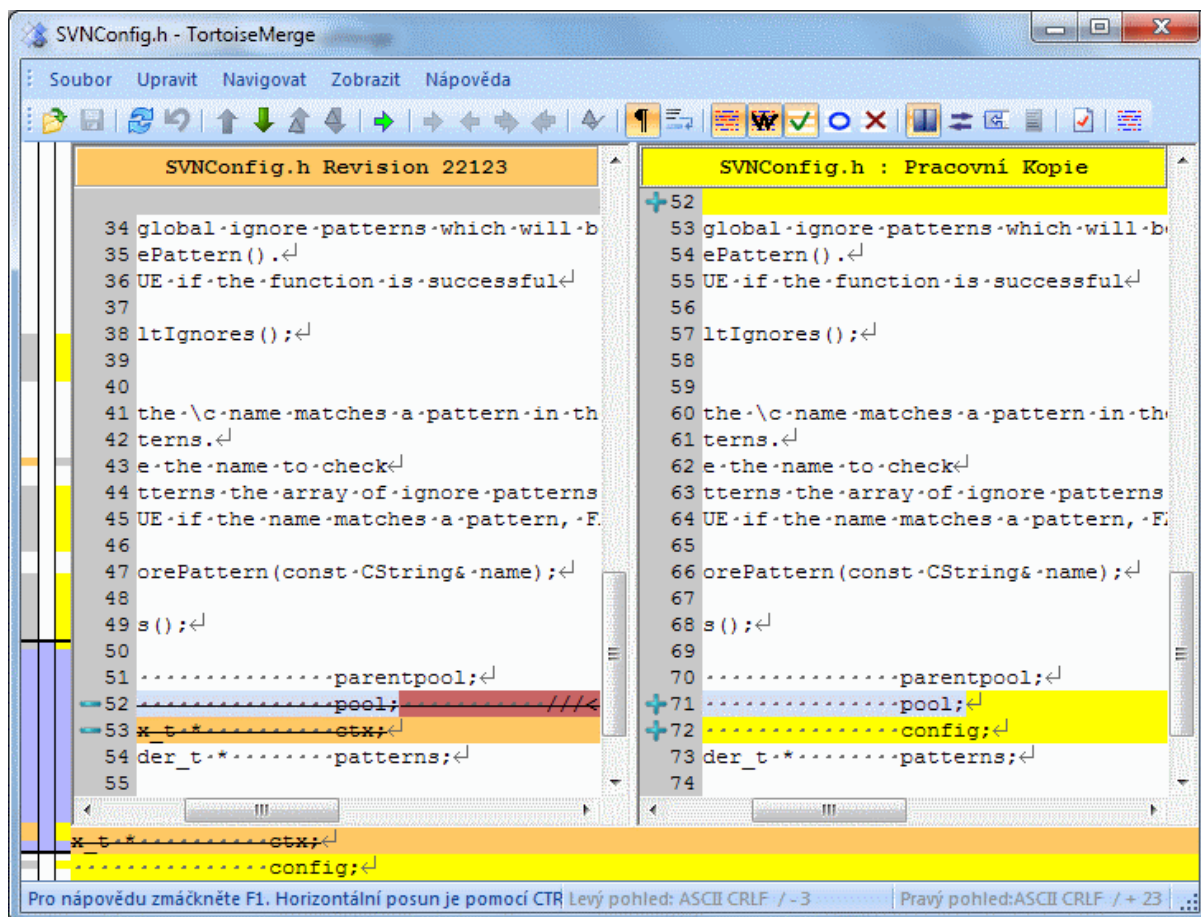 SVNConfig.h - TortoiseMerge
Soubor Upravit Navigovat Zobrazit Nápověda
SVNConfig.h Revision 22123
34 global·ignore·patterns·which·will·b
35 ePattern().↵
36 UE·if·the·function·is·successful↵
37
38 ltIgnores();↵
39
40
41 the·\c·name·matches·a·pattern·in·th
42 terns.↵
43 e·the·name·to·check↵
44 tterns·the·array·of·ignore·patterns
45 UE·if·the·name·matches·a·pattern,·F
46
47 orePattern(const·CString&·name);↵
48
49 s();↵
50
51 ···············parentpool;↵
52 ···············pool;···········///<
53 x_t·*··········ctx;↵
54 der_t·*········patterns;↵
55
SVNConfig.h : Pracovní Kopie
52
53 global·ignore·patterns·which·will·b
54 ePattern().↵
55 UE·if·the·function·is·successful↵
56
57 ltIgnores();↵
58
59
60 the·\c·name·matches·a·pattern·in·th
61 terns.↵
62 e·the·name·to·check↵
63 tterns·the·array·of·ignore·patterns
64 UE·if·the·name·matches·a·pattern,·F
65
66 orePattern(const·CString&·name);↵
67
68 s();↵
69
70 ···············parentpool;↵
71 ···············pool;↵
72 ···············config;↵
73 der_t·*········patterns;↵
74
x_t·*··········ctx;↵
···············config;↵
Pro nápovědu zmáčkněte F1. Horizontální posun je pomocí CTR Levý pohled: ASCII CRLF / - 3 Pravý pohled:ASCII CRLF / + 23